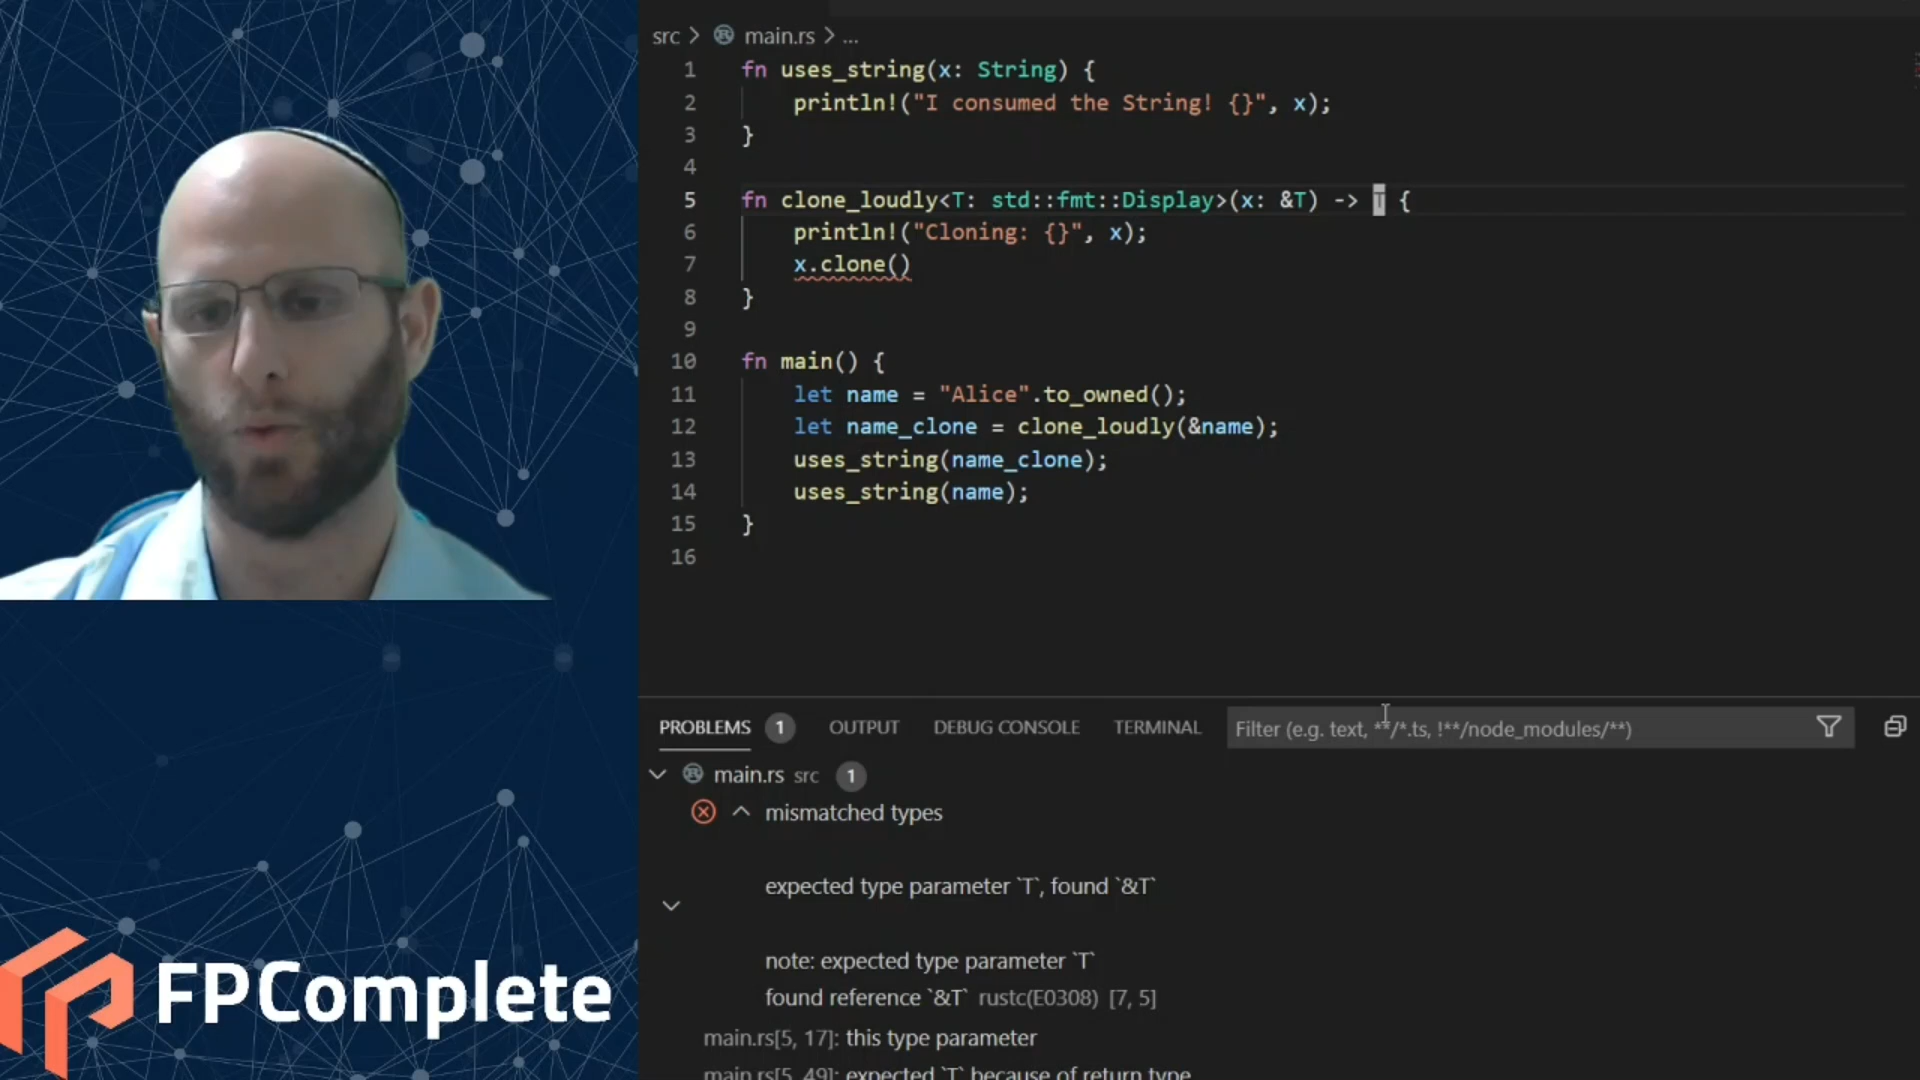 src > main.rs > ...
1 fn uses_string(x: String) {
2 println!("I consumed the String! {}", x);
3 }
4
5 fn clone_loudly<T: std::fmt::Display>(x: &T) -> T {
6 println!("Cloning: {}", x);
7 x.clone()
8 }
9
10 fn main() {
11 let name = "Alice".to_owned();
12 let name_clone = clone_loudly(&name);
13 uses_string(name_clone);
14 uses_string(name);
15 }
16
PROBLEMS 1 OUTPUT DEBUG CONSOLE TERMINAL Filter (e.g. text, **/*.ts, !**/node_modules/**)
main.rs src 1
mismatched types
expected type parameter `T`, found `&T`
note: expected type parameter `T`
found reference `&T` rustc(E0308) [7, 5]
main.rs[5, 17]: this type parameter
main.rs[5, 49]: expected `T` because of return type
FPComplete